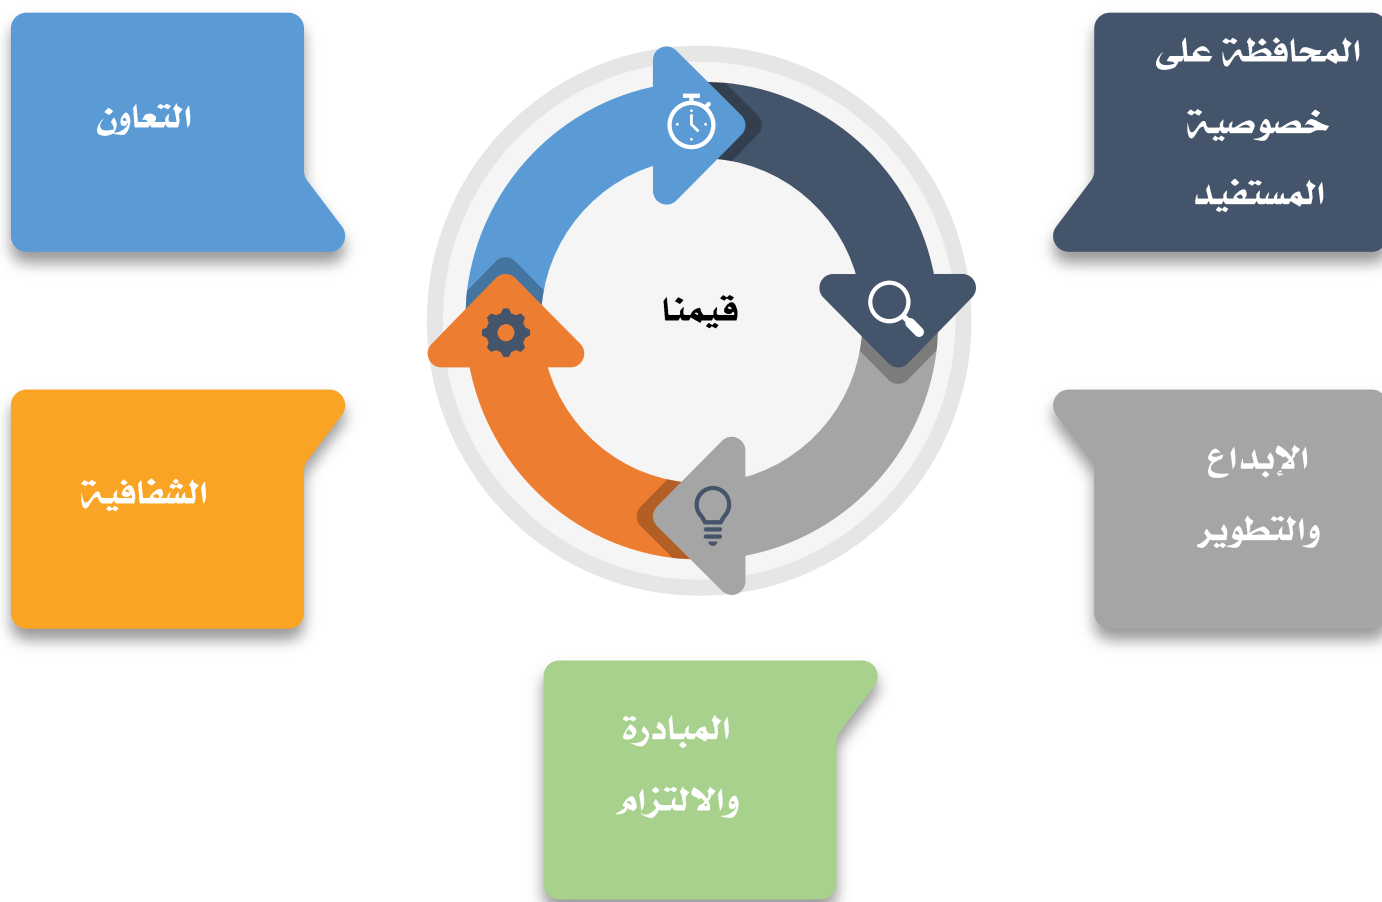 المحافظة على
خصوصية
المستفيد
التعاون
قيمنا
الإبداع
والتطوير
الشفافية
المبادرة
والالتزام